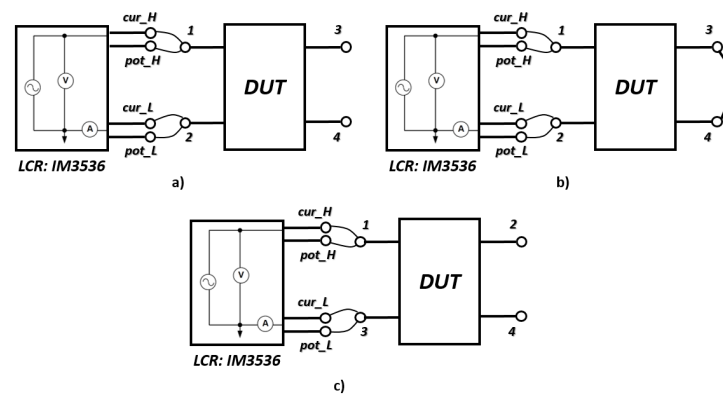 cur_H
1
3
pot_H
V
DUT
cur_L
A
pot_L
2
4
LCR: IM3536
a)
cur_H
1
3
pot_H
V
DUT
cur_L
A
pot_L
2
4
LCR: IM3536
b)
cur_H
1
2
pot_H
V
DUT
cur_L
A
pot_L
3
4
LCR: IM3536
c)